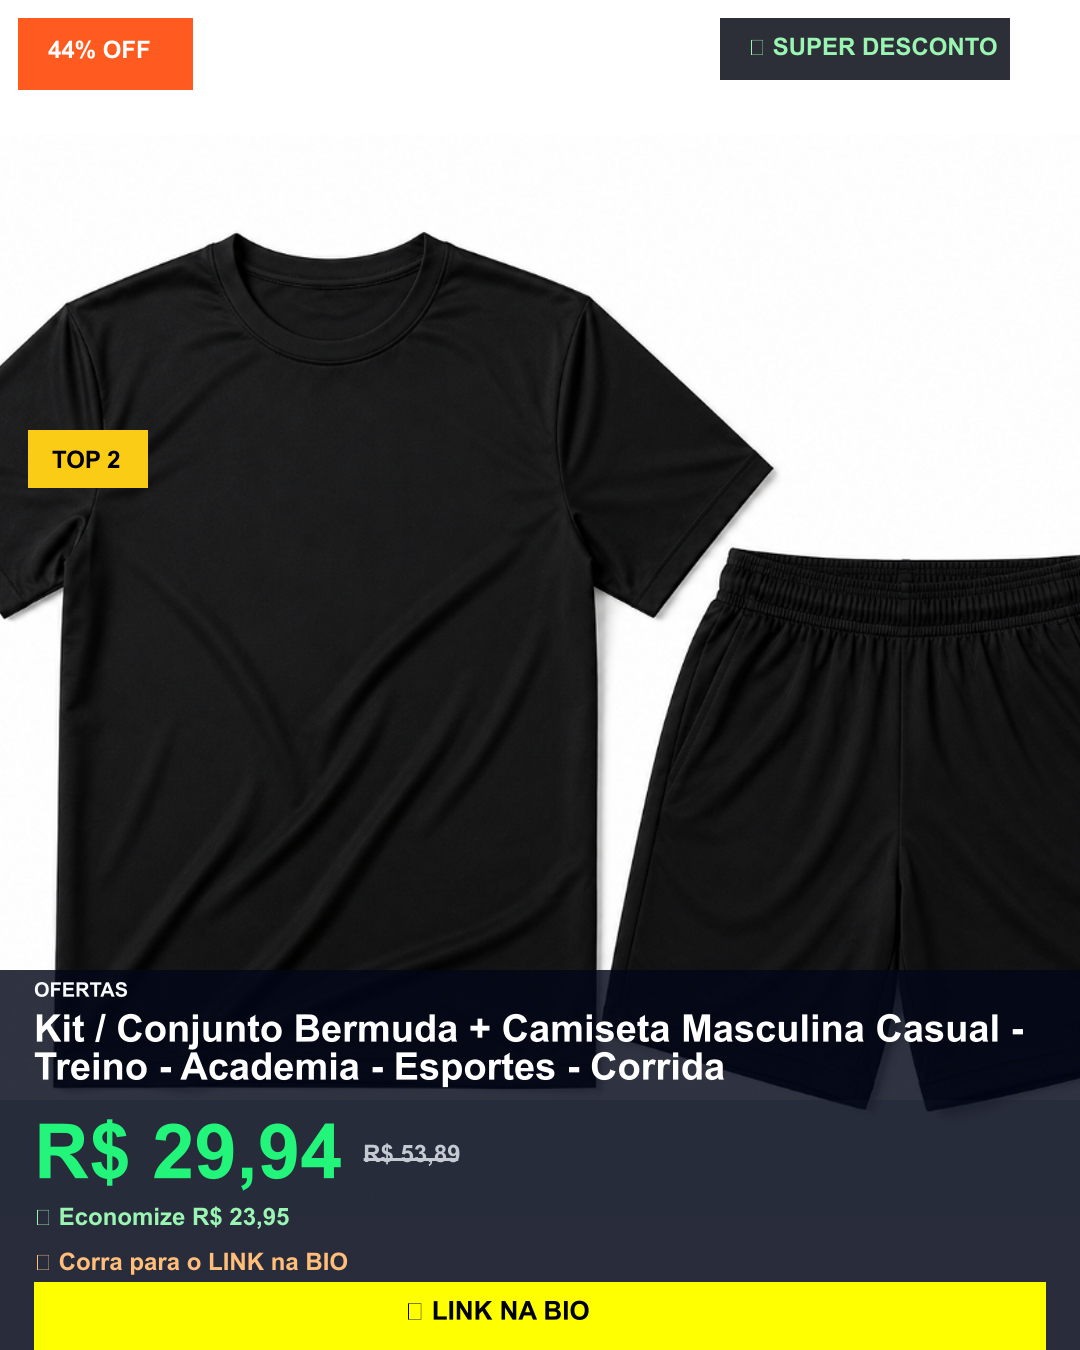 44% OFF
SUPER DESCONTO
TOP 2
OFERTAS
Kit / Conjunto Bermuda + Camiseta Masculina Casual -
Treino - Academia - Esportes - Corrida
R$ 29,94 R$ 53,89
Economize R$ 23,95
Corra para o LINK na BIO
LINK NA BIO